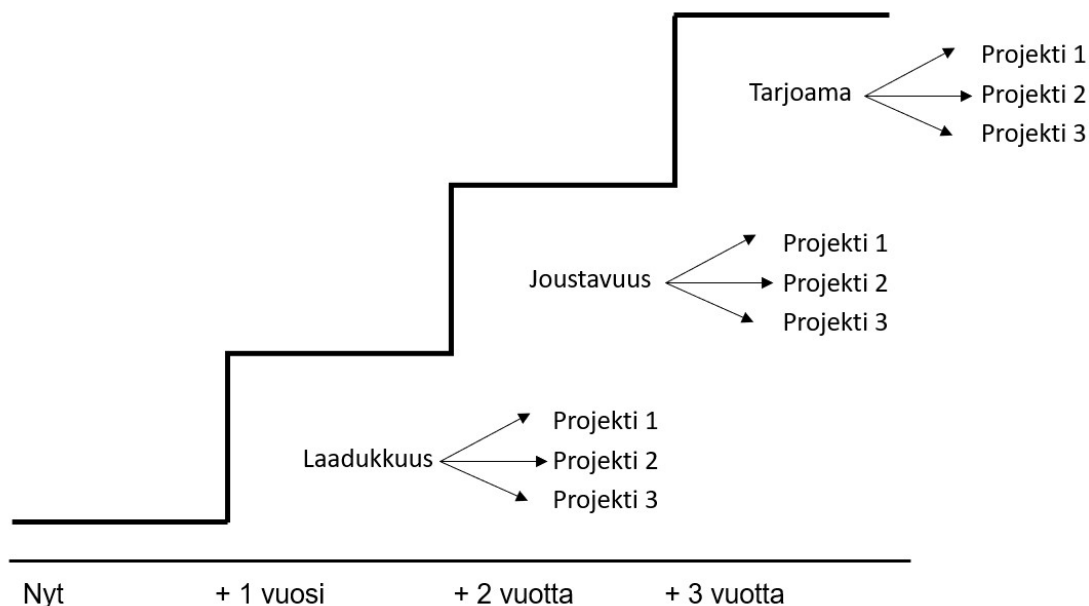 Projekti 1
Tarjoama
Projekti 2
Projekti 3
Projekti 1
Joustavuus
Projekti 2
Projekti 3
Projekti 1
Laadukkuus
Projekti 2
Projekti 3
Nyt
+ 1 vuosi
+ 2 vuotta
+ 3 vuotta